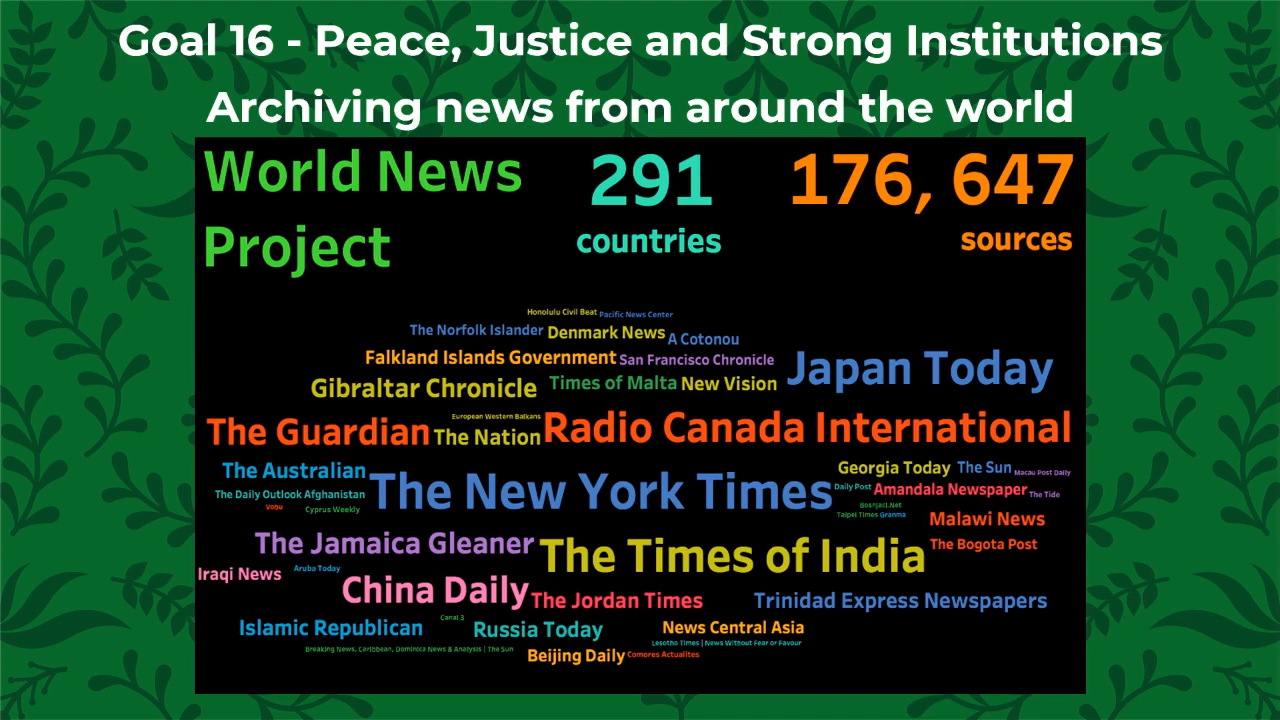 Goal 16 - Peace, Justice and Strong Institutions
Archiving news from around the world
World News
Project
291
countries
176, 647
sources
Honolulu Civil Beat
Pacific News Center
The Norfolk Islander
Denmark News
A Cotonou
Falkland Islands Government
San Francisco Chronicle
Japan Today
Gibraltar Chronicle
Times of Malta
New Vision
European Western Balkans
The Guardian
The Nation
Radio Canada International
The Australian
Georgia Today
The Sun
Macau Post Daily
The Daily Outlook Afghanistan
The New York Times
Daily Post
Amandala Newspaper
The Tide
Vobu
Cyprus Weekly
Taipei Times
Granma
Malawi News
The Jamaica Gleaner
The Times of India
The Bogota Post
Iraqi News
Aruba Today
China Daily
The Jordan Times
Trinidad Express Newspapers
Canal 3
Islamic Republican
Russia Today
News Central Asia
Lesotho Times | News Without Fear or Favour
Breaking News, Caribbean, Dominica News & Analysis | The Sun
Beijing Daily
Comores Actualites